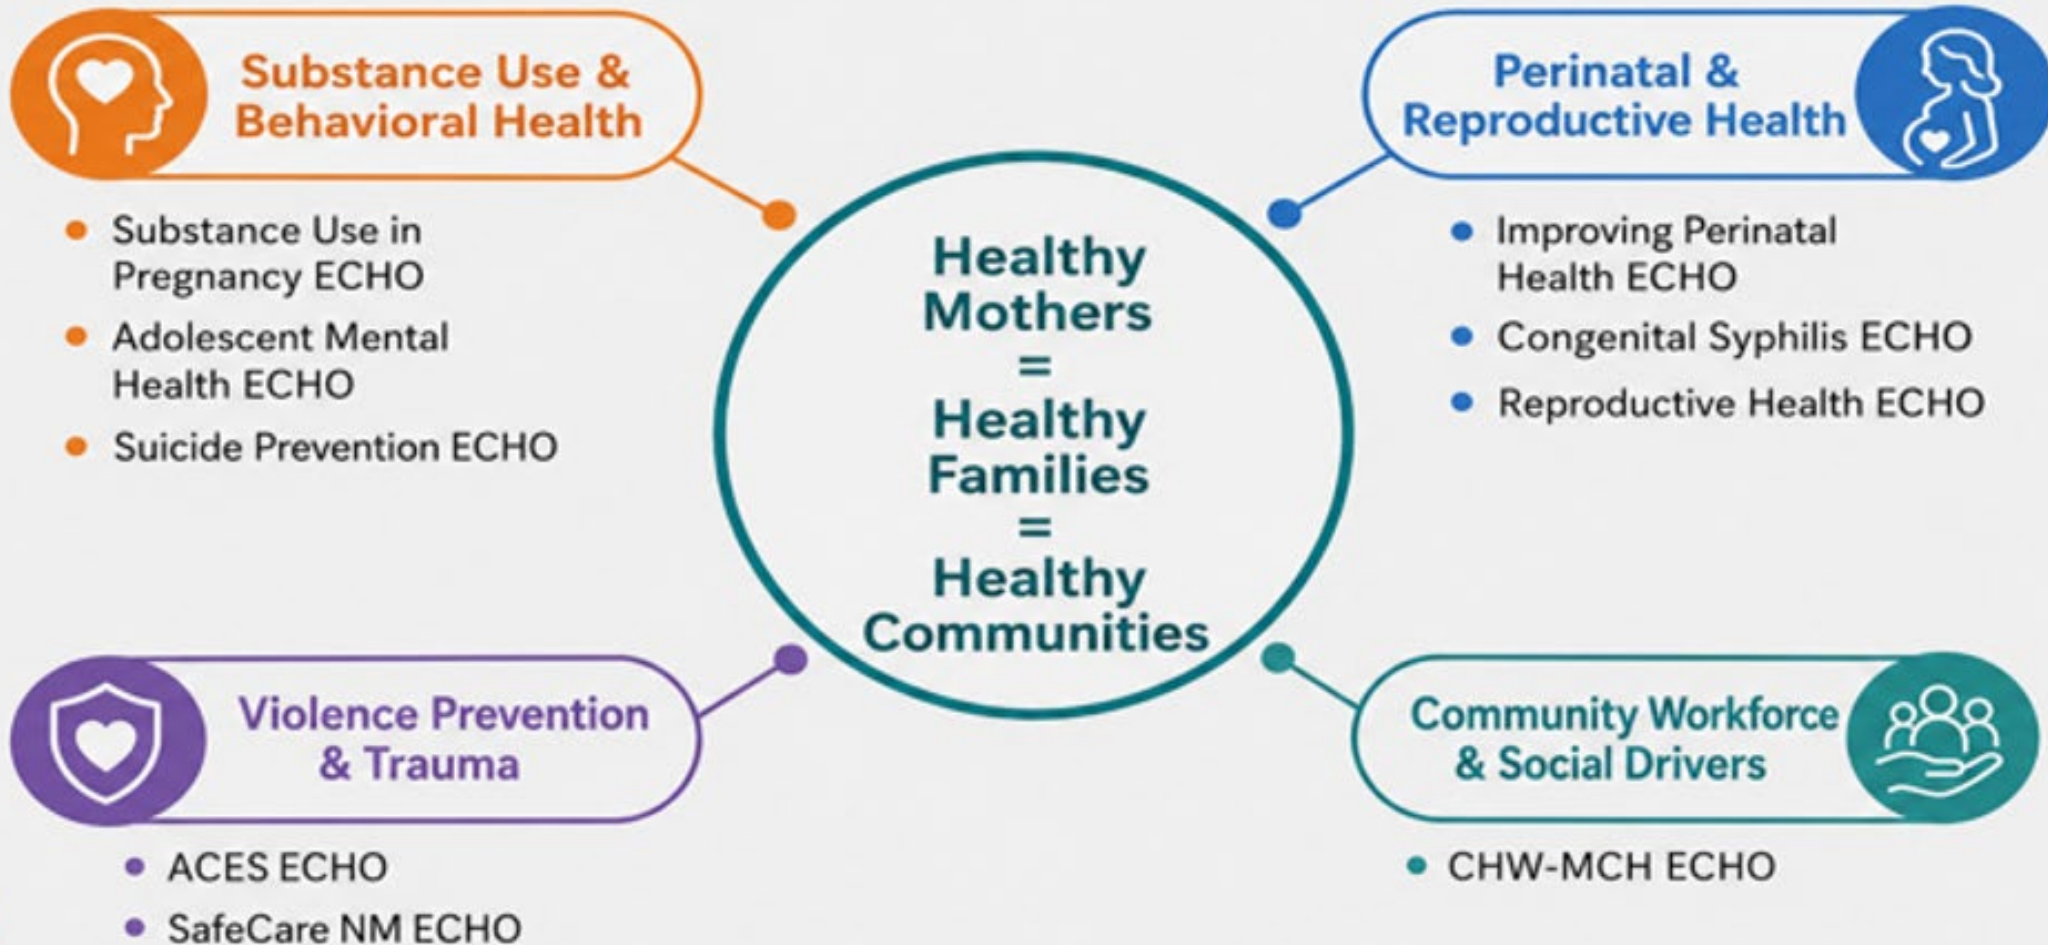 Substance Use &
Behavioral Health
Substance Use in
Pregnancy ECHO
Adolescent Mental
Health ECHO
Suicide Prevention ECHO
Perinatal &
Reproductive Health
Improving Perinatal
Health ECHO
Congenital Syphilis ECHO
Reproductive Health ECHO
Healthy
Mothers
=
Healthy
Families
=
Healthy
Communities
Violence Prevention
& Trauma
ACES ECHO
SafeCare NM ECHO
Community Workforce
& Social Drivers
CHW-MCH ECHO